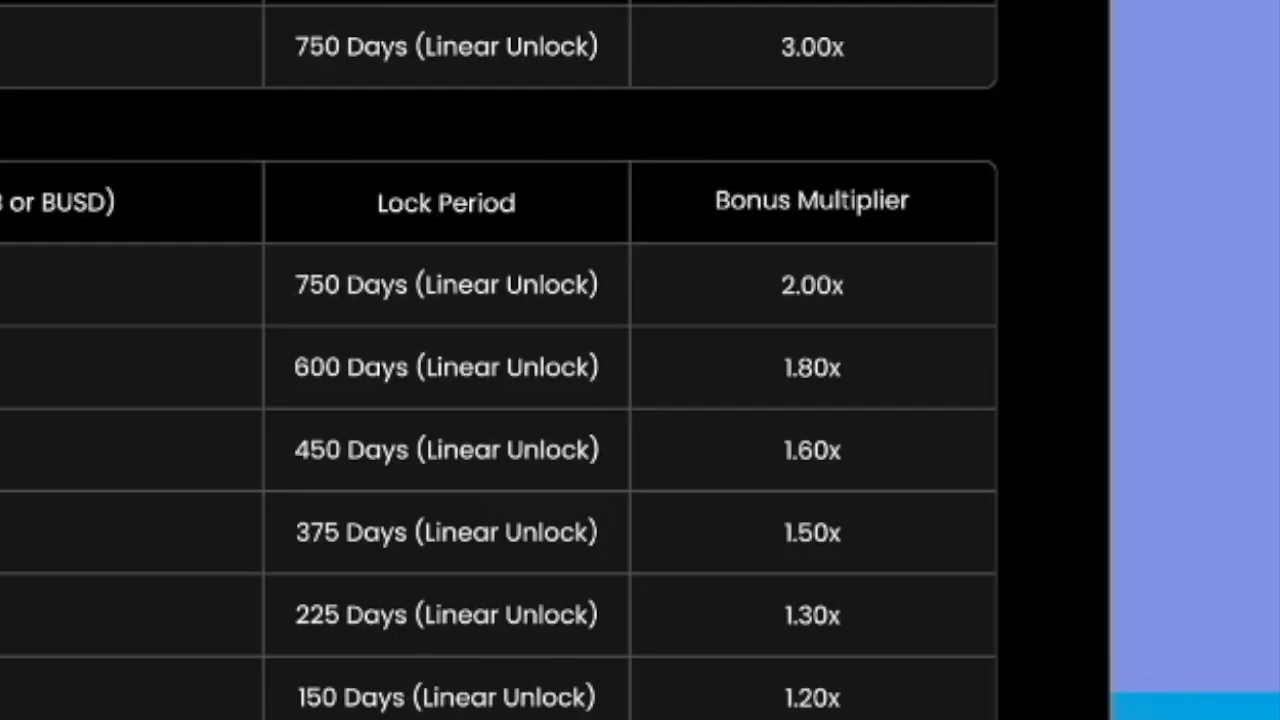 750 Days (Linear Unlock) 3.00x
or BUSD) Lock Period Bonus Multiplier
750 Days (Linear Unlock) 2.00x
600 Days (Linear Unlock) 1.80x
450 Days (Linear Unlock) 1.60x
375 Days (Linear Unlock) 1.50x
225 Days (Linear Unlock) 1.30x
150 Days (Linear Unlock) 1.20x